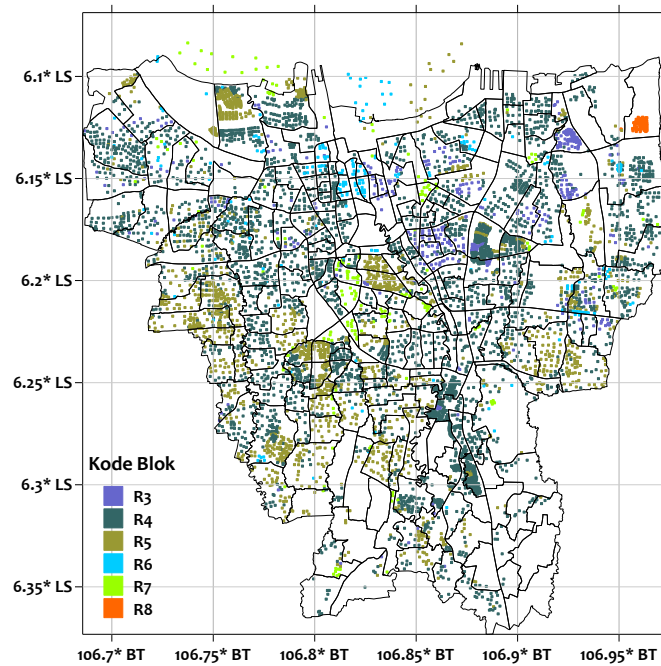 6.1* LS
6.15* LS
6.2* LS
6.25* LS
6.3* LS
6.35* LS
Kode Blok
R3
R4
R5
R6
R7
R8
106.7* BT 106.75* BT 106.8* BT 106.85* BT 106.9* BT 106.95* BT